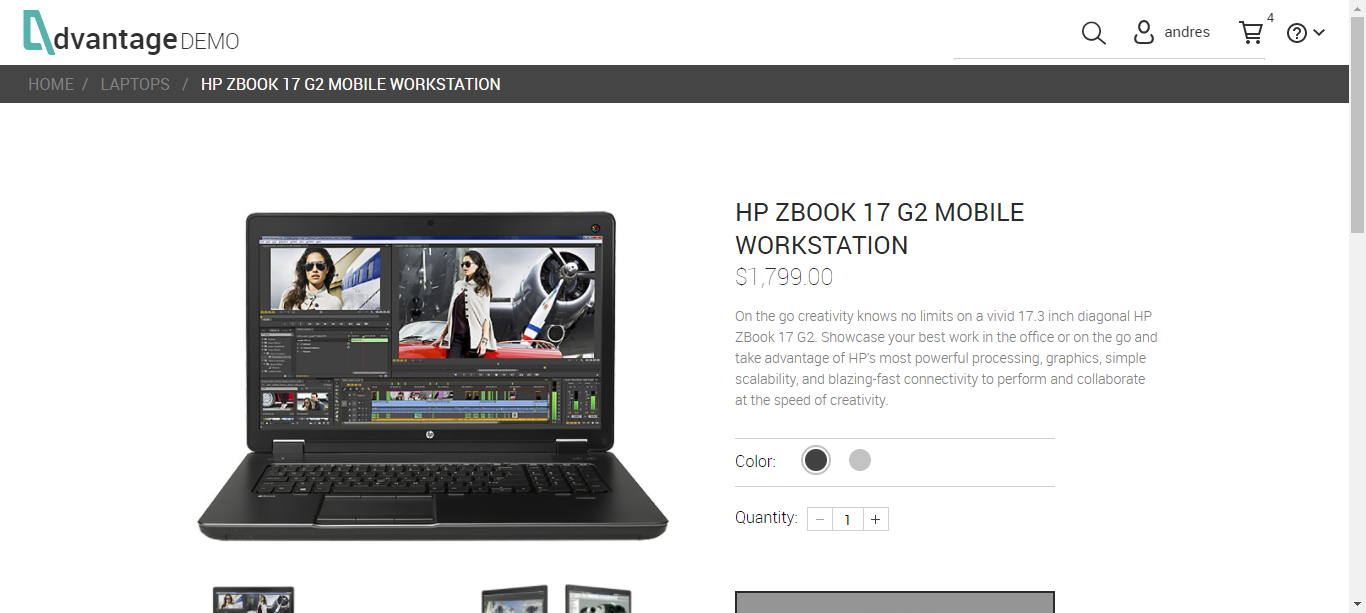 dvantage DEMO
andres
4
?
HOME / LAPTOPS / HP ZBOOK 17 G2 MOBILE WORKSTATION
HP ZBOOK 17 G2 MOBILE
WORKSTATION
$1,799.00
On the go creativity knows no limits on a vivid 17.3 inch diagonal HP
ZBook 17 G2. Showcase your best work in the office or on the go and
take advantage of HP's most powerful processing, graphics, simple
scalability, and blazing-fast connectivity to perform and collaborate
at the speed of creativity.
Color:
Quantity: − 1 +
hp